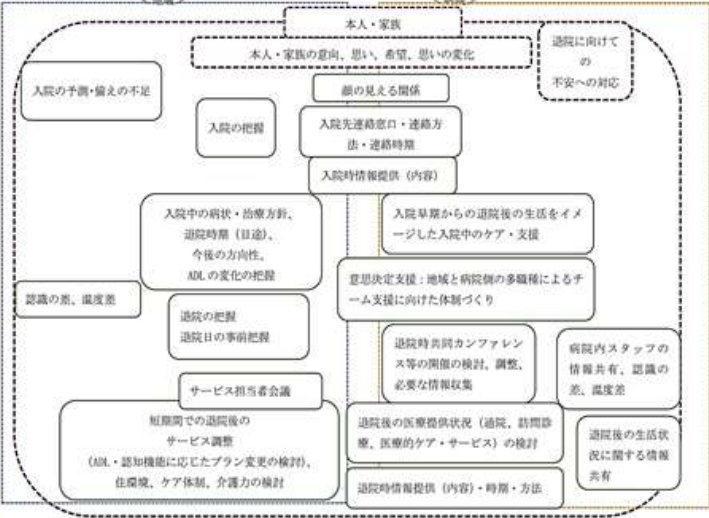 本人・家族
本人・家族の意向、思い、希望、思いの変化
退院に向けて
の
不安への対応
入院の予測・備えの不足
顔の見える関係
入院の把握
入院先連絡窓口・連絡方
法・連絡時期
入院時情報提供（内容）
入院中の病状・治療方針、
退院時期（目途）、
今後の方向性、
ADLの変化の把握
入院早期からの退院後の生活をイメ
ージした入院中のケア・支援
意思決定支援：地域と病院側の多職種によるチ
ーム支援に向けた体制づくり
認識の差、温度差
退院の把握
退院日の事前把握
退院時共同カンファレン
ス等の開催の検討、調整、
必要な情報収集
病院内スタッフの
情報共有、認識の
差、温度差
サービス担当者会議
短期間での退院後の
サービス調整
（ADL・認知機能に応じたプラン変更の検討）、
住環境、ケア体制、介護力の検討
退院後の医療提供状況（通院、訪問診
療、医療的ケア・サービス）の検討
退院後の生活状
況に関する情報
共有
退院時情報提供（内容）・時期・方法